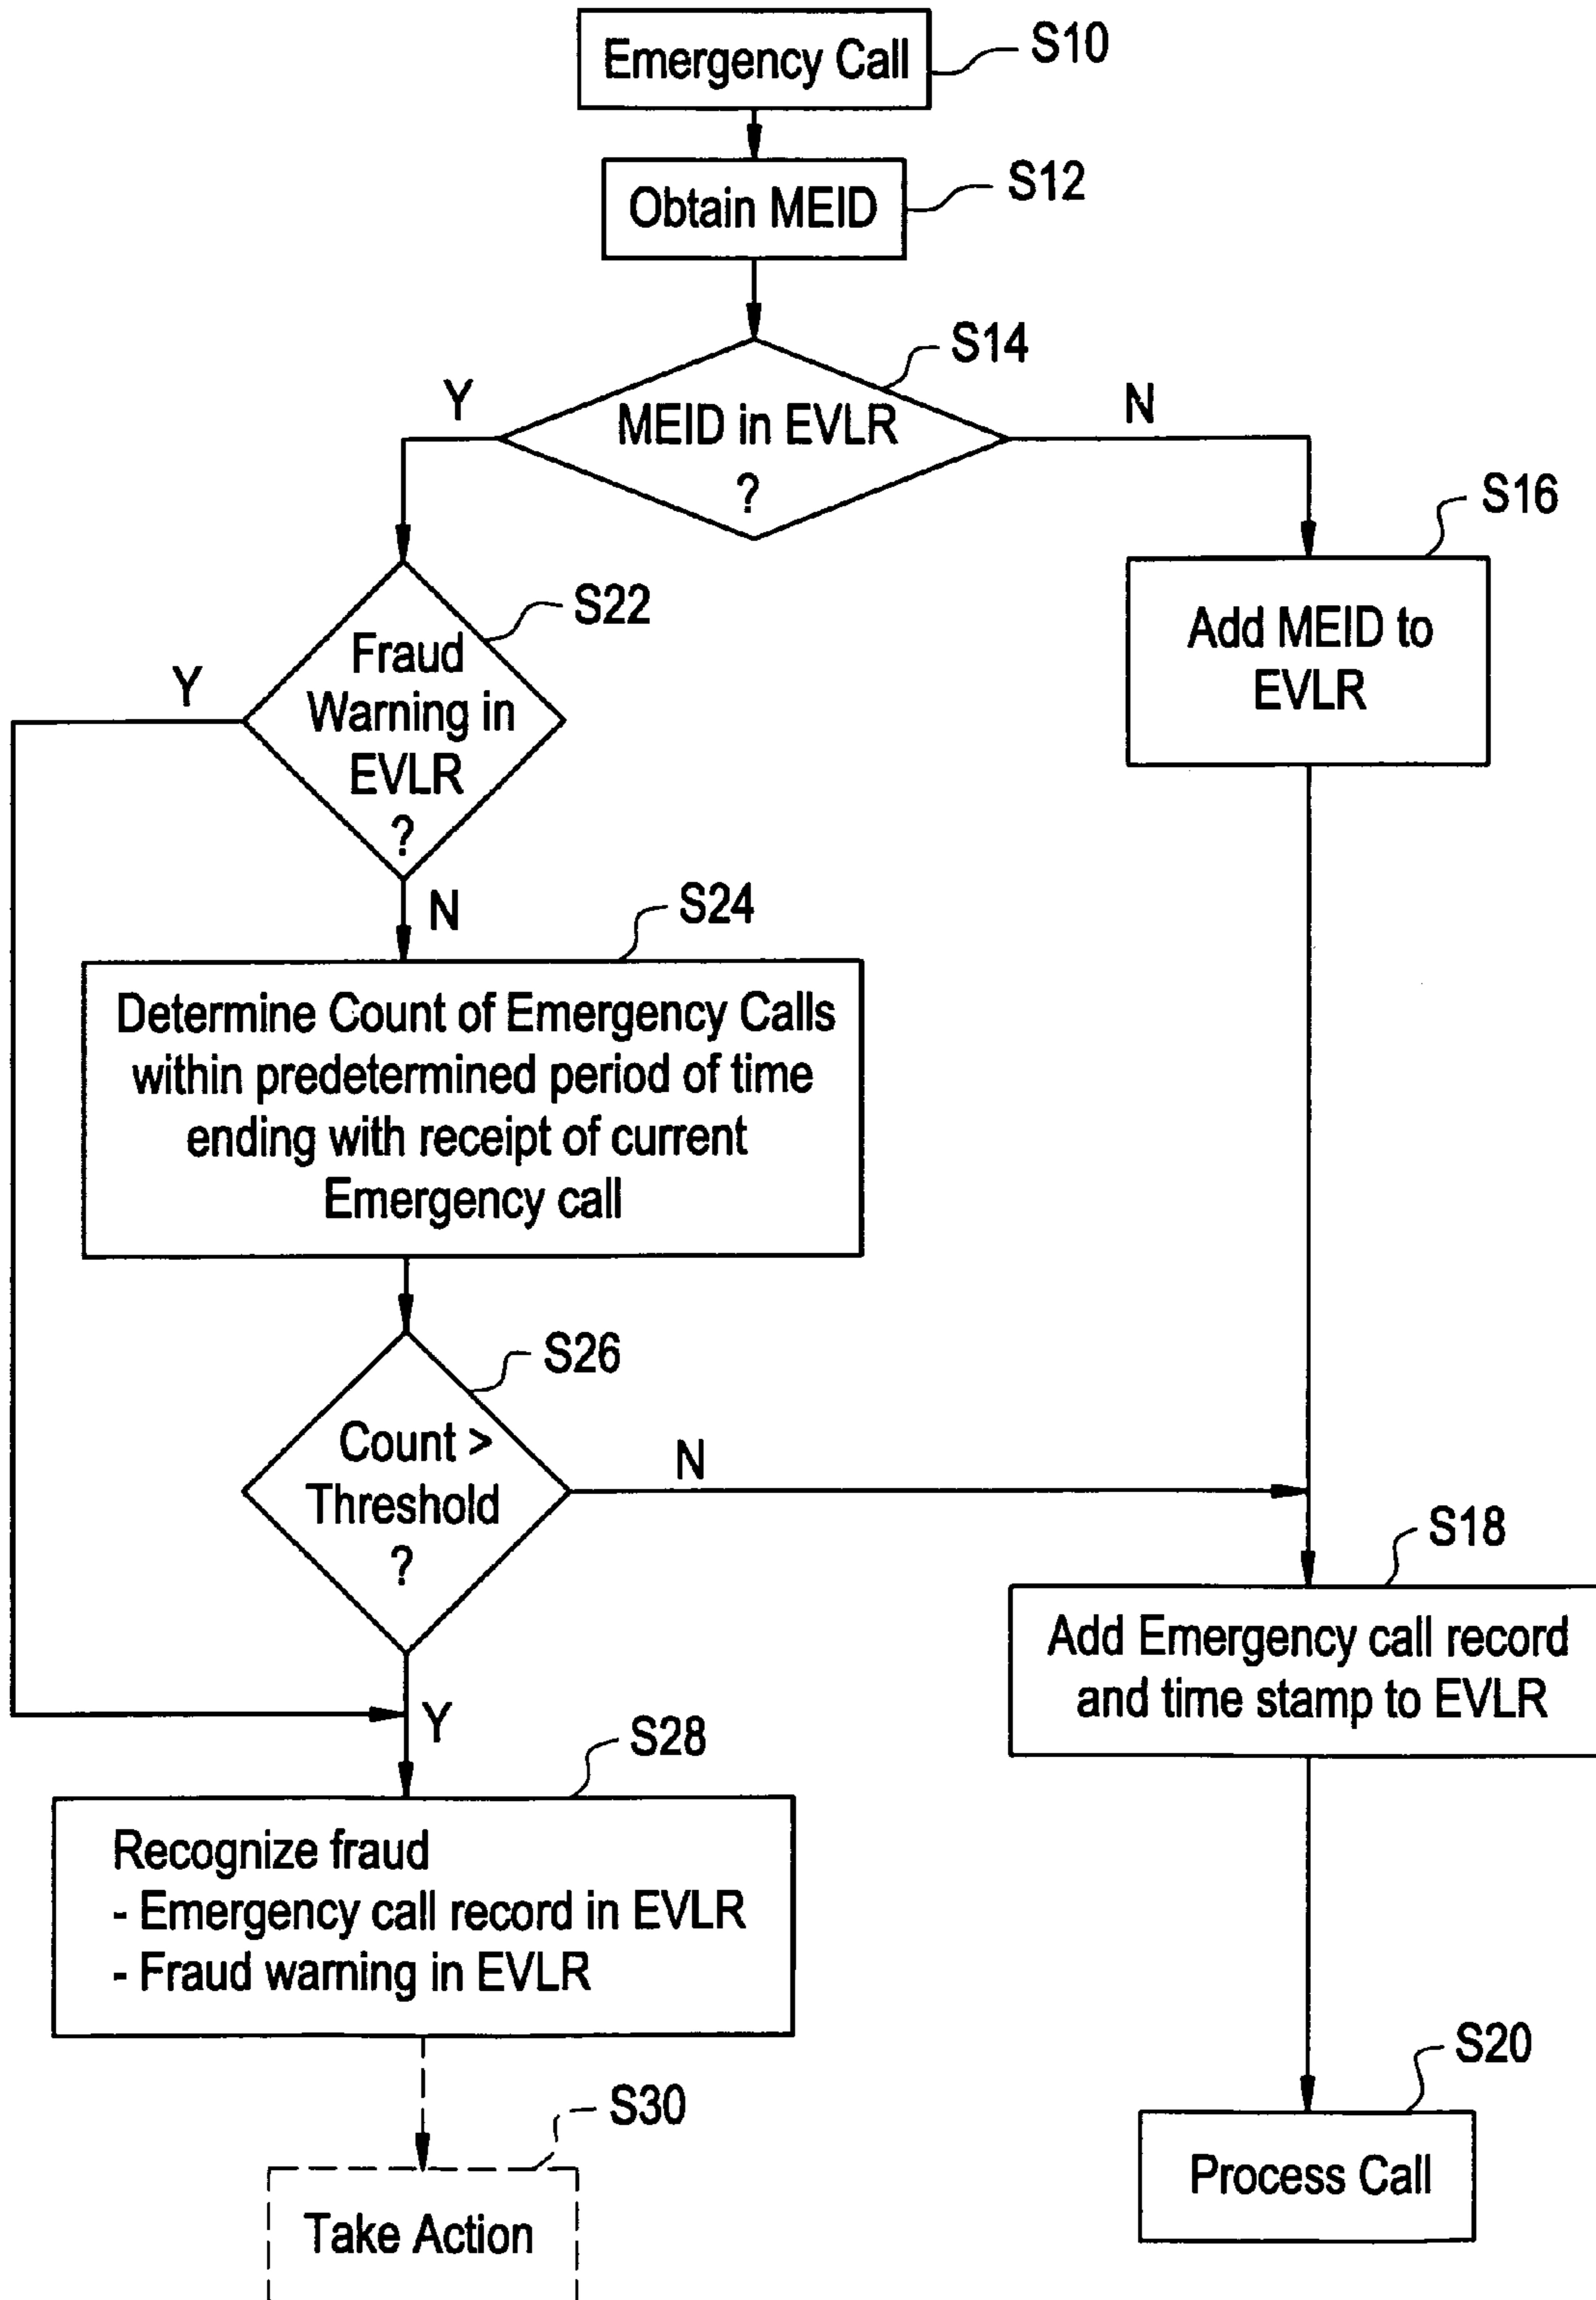 Emergency Call
S10
Obtain MEID
S12
S14
Y
MEID in EVLR
?
N
S16
Add MEID to
EVLR
S22
Fraud
Warning in
EVLR
?
Y
N
S24
Determine Count of Emergency Calls
within predetermined period of time
ending with receipt of current
Emergency call
S26
Count >
Threshold
?
N
Y
S18
Add Emergency call record
and time stamp to EVLR
S28
Recognize fraud
- Emergency call record in EVLR
- Fraud warning in EVLR
S20
Process Call
S30
Take Action